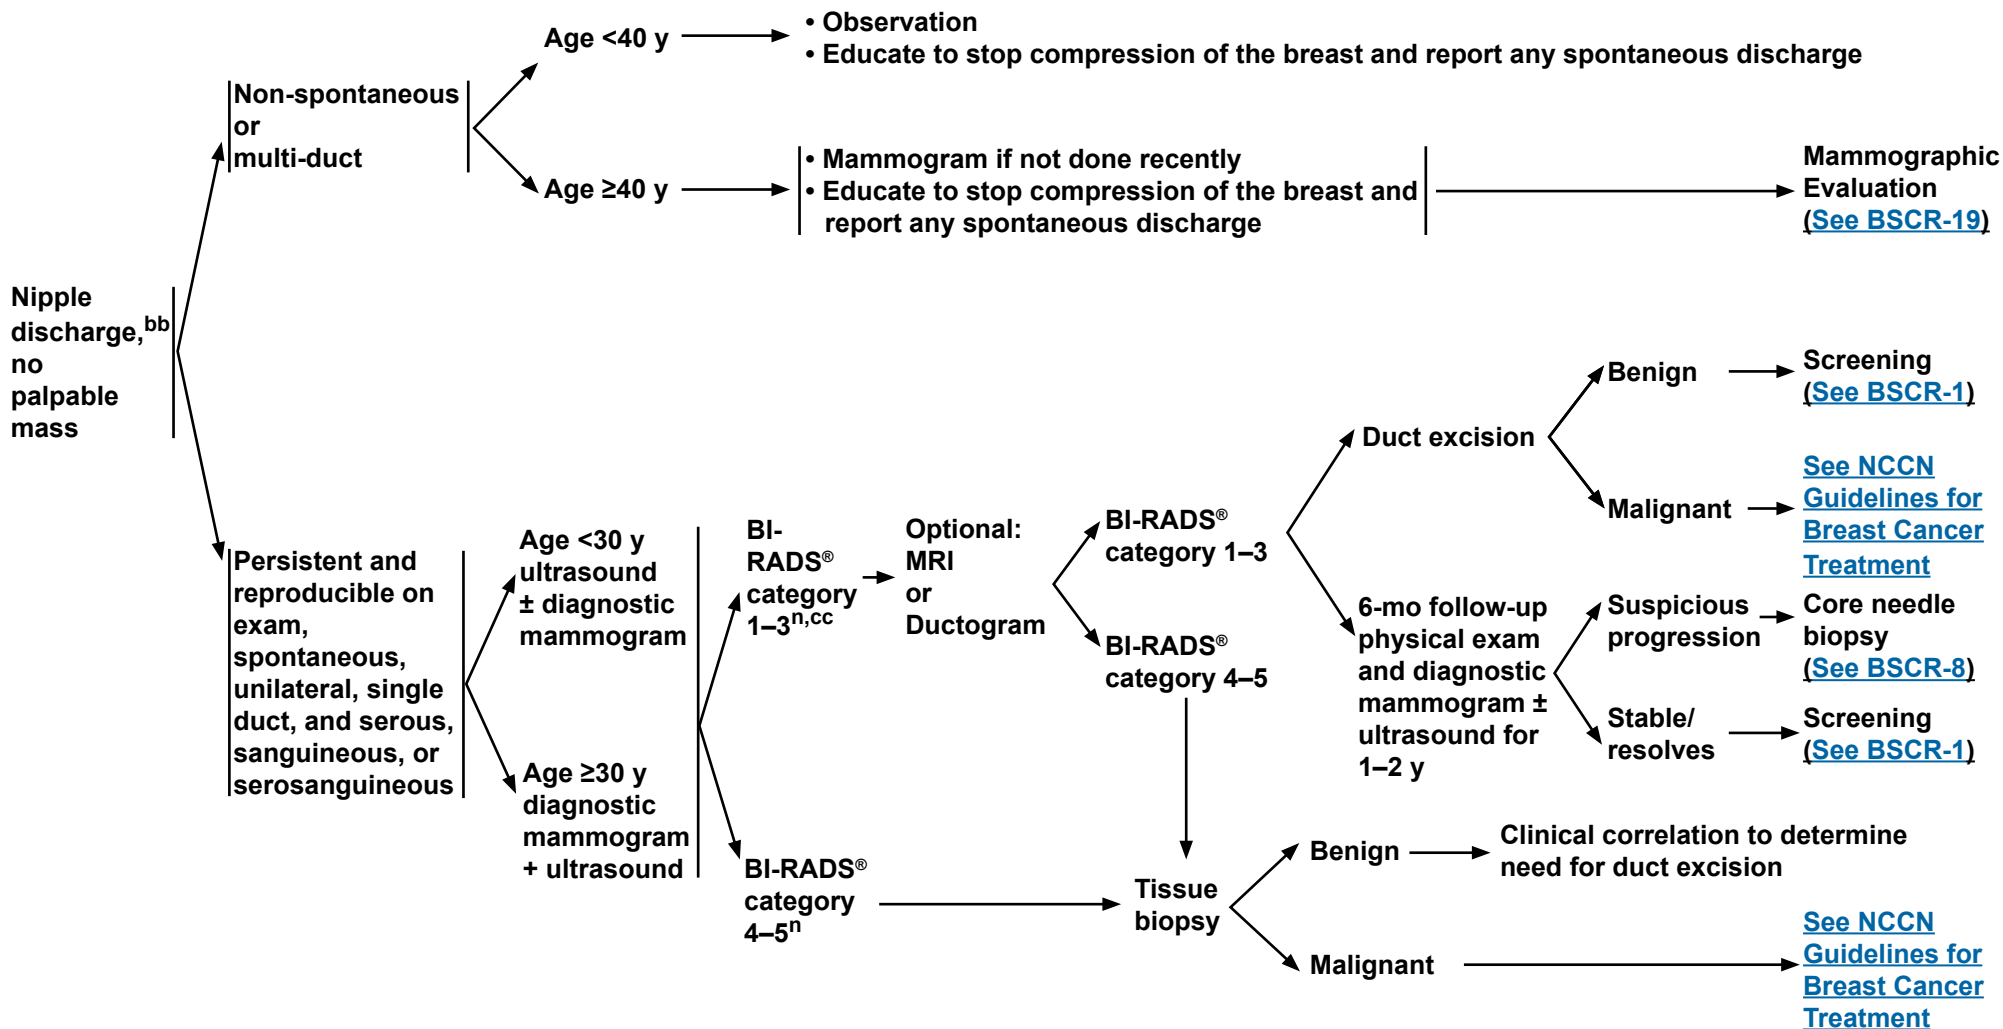 Nipple
discharge,bb
no
palpable
mass
Non-spontaneous
or
multi-duct
Age <40 y
• Observation
• Educate to stop compression of the breast and report any spontaneous discharge
Age ≥40 y
• Mammogram if not done recently
• Educate to stop compression of the breast and
report any spontaneous discharge
Mammographic
Evaluation
(See BSCR-19)
Persistent and
reproducible on
exam,
spontaneous,
unilateral, single
duct, and serous,
sanguineous, or
serosanguineous
Age <30 y
ultrasound
± diagnostic
mammogram
Age ≥30 y
diagnostic
mammogram
+ ultrasound
BI-
RADS®
category
1–3n,cc
Optional:
MRI
or
Ductogram
BI-RADS®
category 1–3
Duct excision
Benign
Screening
(See BSCR-1)
Malignant
See NCCN
Guidelines for
Breast Cancer
Treatment
6-mo follow-up
physical exam
and diagnostic
mammogram ±
ultrasound for
1–2 y
Suspicious
progression
Core needle
biopsy
(See BSCR-8)
Stable/
resolves
Screening
(See BSCR-1)
BI-RADS®
category 4–5
BI-RADS®
category
4–5n
Tissue
biopsy
Benign
Clinical correlation to determine
need for duct excision
Malignant
See NCCN
Guidelines for
Breast Cancer
Treatment